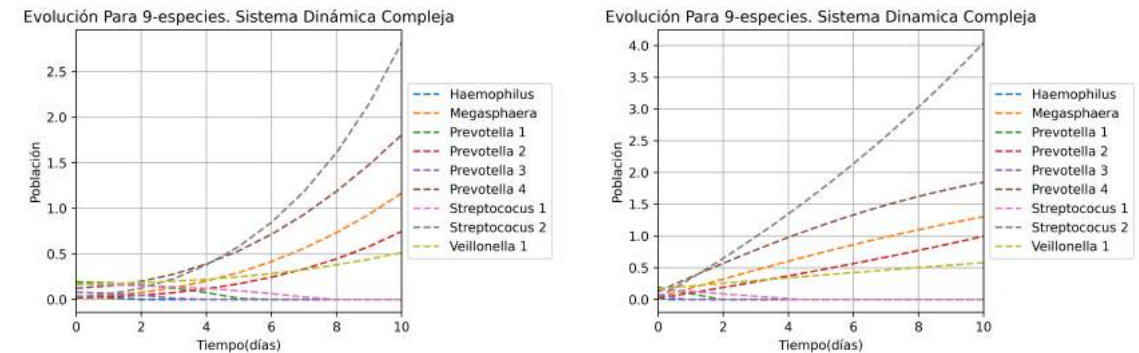 Evolución Para 9-especies. Sistema Dinámica Compleja
Población
2.5
2.0
1.5
1.0
0.5
0.0
0 2 4 6 8 10
Tiempo(días)
Haemophilus
Megasphaera
Prevotella 1
Prevotella 2
Prevotella 3
Prevotella 4
Streptococus 1
Streptococus 2
Veillonella 1
Evolución Para 9-especies. Sistema Dinamica Compleja
Población
4.0
3.5
3.0
2.5
2.0
1.5
1.0
0.5
0.0
0 2 4 6 8 10
Tiempo(días)
Haemophilus
Megasphaera
Prevotella 1
Prevotella 2
Prevotella 3
Prevotella 4
Streptococus 1
Streptococus 2
Veillonella 1